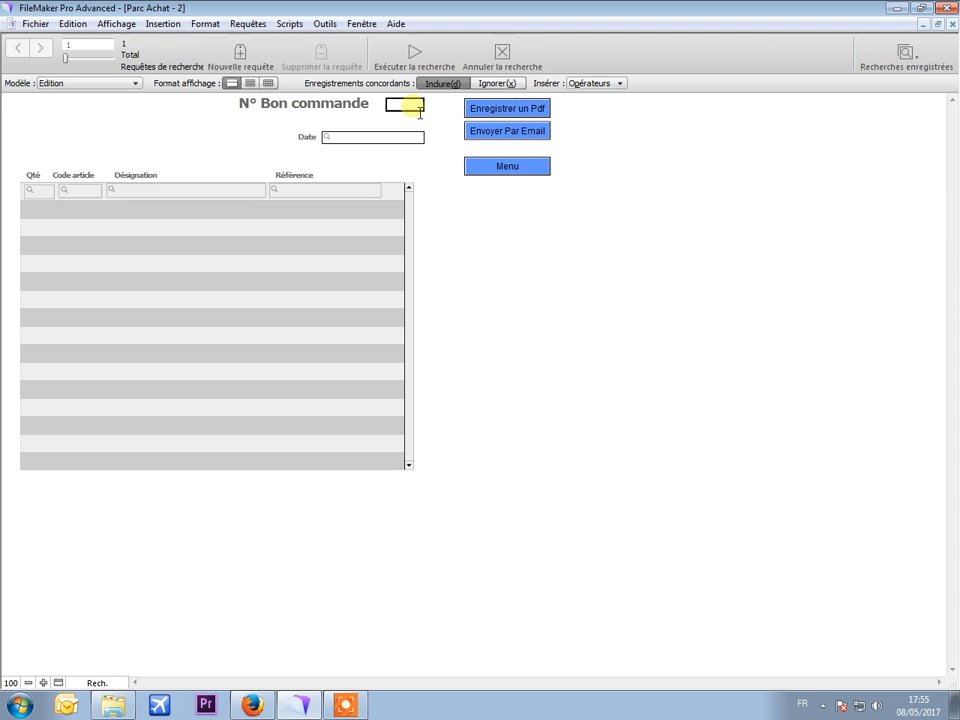 FileMaker Pro Advanced - [Parc Achat - 2]
Fichier Edition Affichage Insertion Format Requêtes Scripts Outils Fenêtre Aide
1 1
Total
Requêtes de recherche Nouvelle requête Supprimer la requête Exécuter la recherche Annuler la recherche Recherches enregistrées
Modèle : Edition Format affichage : Enregistrements concordants : Inclure(d) Ignorer(x) Insérer : Opérateurs
N° Bon commande Enregistrer un Pdf
Envoyer Par Email
Date
Menu
Qté Code article Désignation Référence
100 Rech.
Pr FR 17:55
08/05/2017